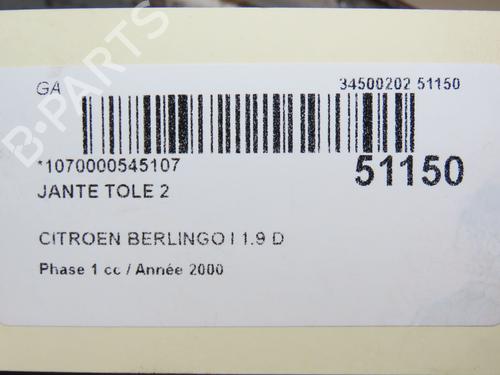 GA 34500202 51150
*1070000545107 51150
JANTE TOLE 2
CITROEN BERLINGO I 1.9 D
Phase 1 cc / Année 2000
B-PARTS